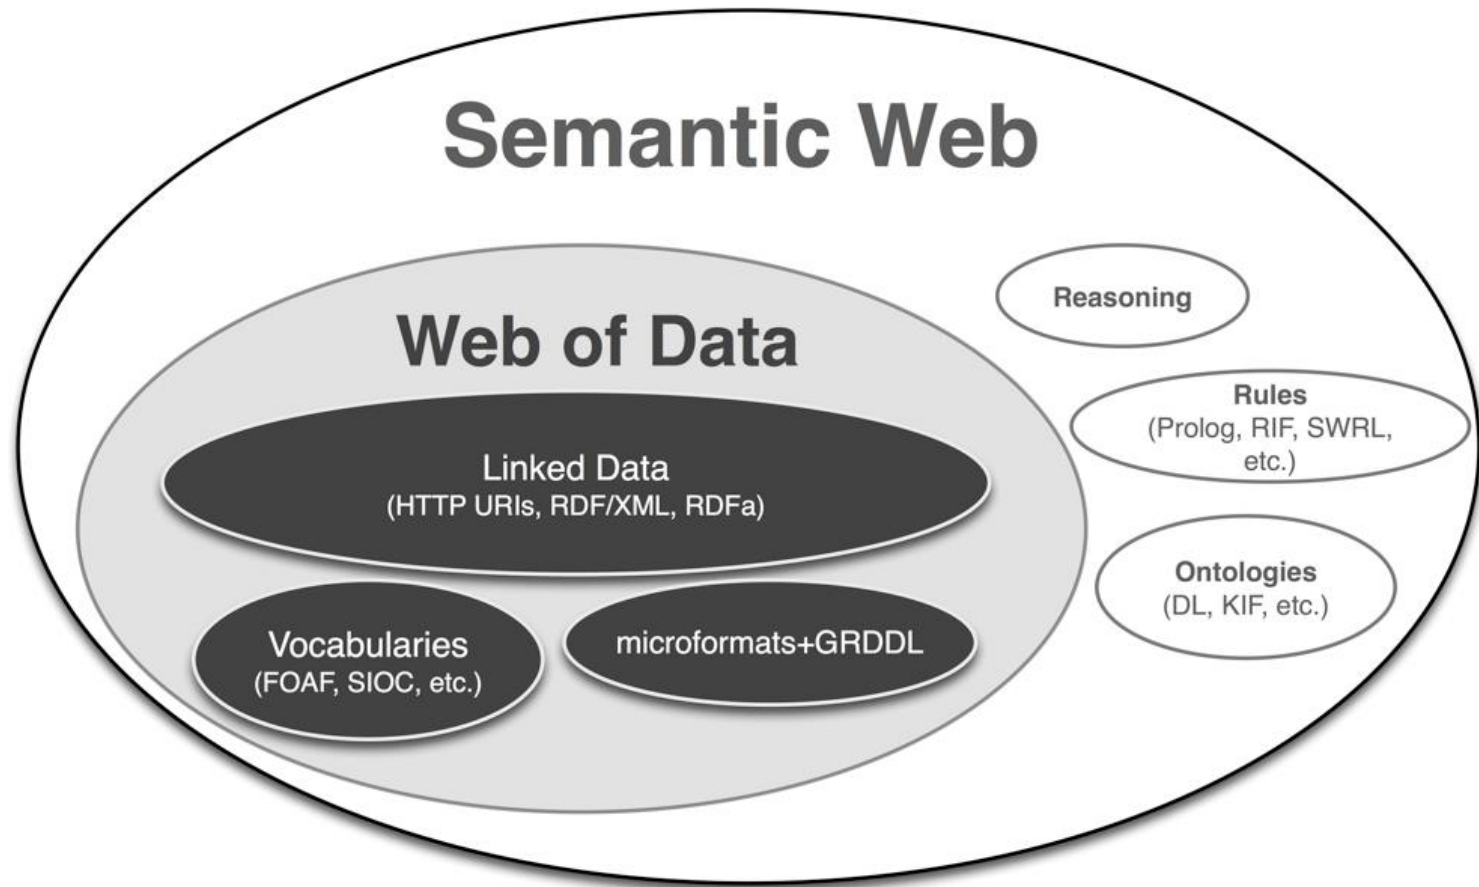 Semantic Web
Reasoning
Web of Data
Rules
(Prolog, RIF, SWRL,
etc.)
Linked Data
(HTTP URIs, RDF/XML, RDFa)
Ontologies
(DL, KIF, etc.)
Vocabularies
(FOAF, SIOC, etc.)
microformats+GRDDL